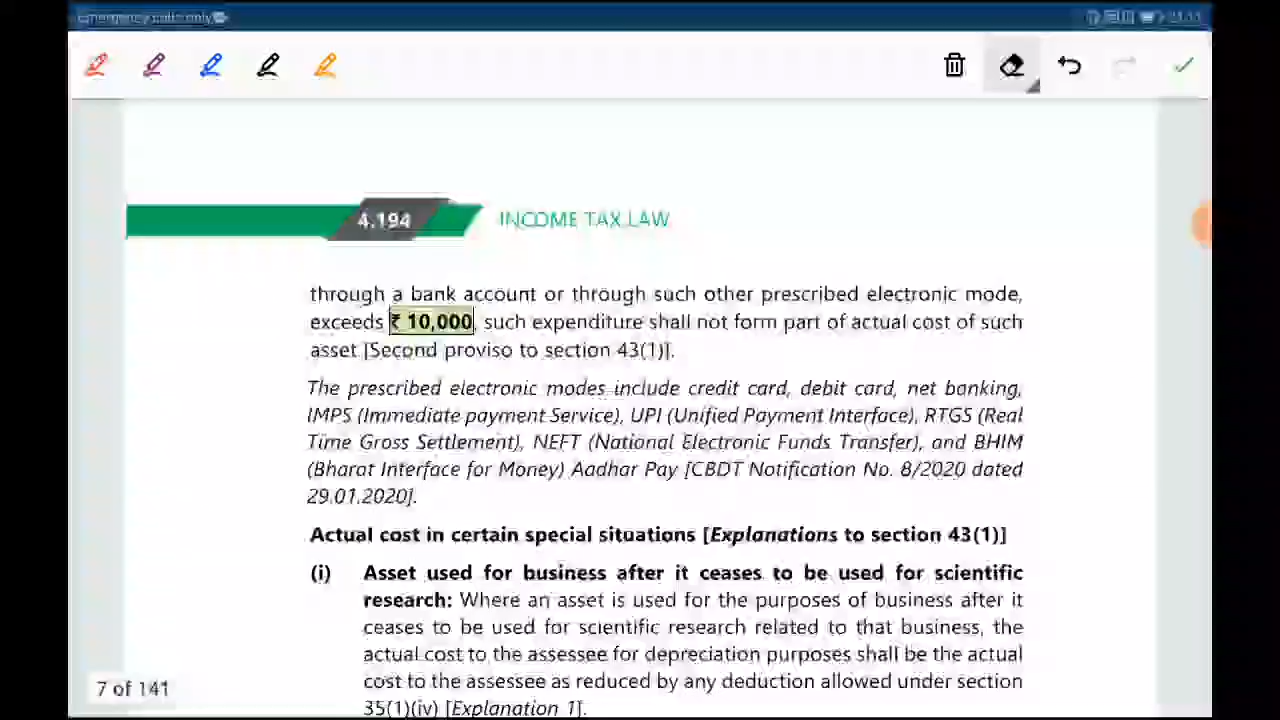 Emergency calls only
4.194 INCOME TAX LAW
through a bank account or through such other prescribed electronic mode,
exceeds ₹ 10,000, such expenditure shall not form part of actual cost of such
asset [Second proviso to section 43(1)].
The prescribed electronic modes include credit card, debit card, net banking,
IMPS (Immediate payment Service), UPI (Unified Payment Interface), RTGS (Real
Time Gross Settlement), NEFT (National Electronic Funds Transfer), and BHIM
(Bharat Interface for Money) Aadhar Pay [CBDT Notification No. 8/2020 dated
29.01.2020].
Actual cost in certain special situations [Explanations to section 43(1)]
(i) Asset used for business after it ceases to be used for scientific
research: Where an asset is used for the purposes of business after it
ceases to be used for scientific research related to that business, the
actual cost to the assessee for depreciation purposes shall be the actual
cost to the assessee as reduced by any deduction allowed under section
35(1)(iv) [Explanation 1].
7 of 141